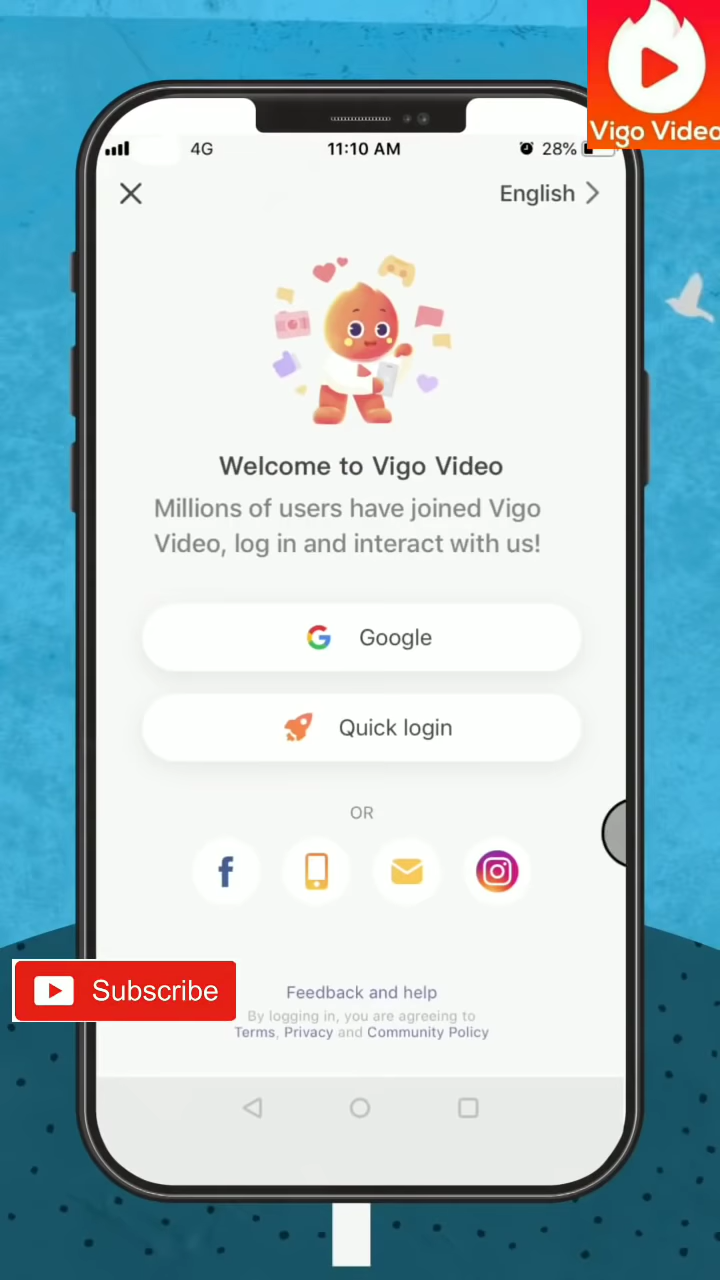 Vigo Video
4G
11:10 AM
28%
English
Welcome to Vigo Video
Millions of users have joined Vigo
Video, log in and interact with us!
G Google
Quick login
OR
f
Subscribe
Feedback and help
By logging in, you are agreeing to
Terms, Privacy and Community Policy